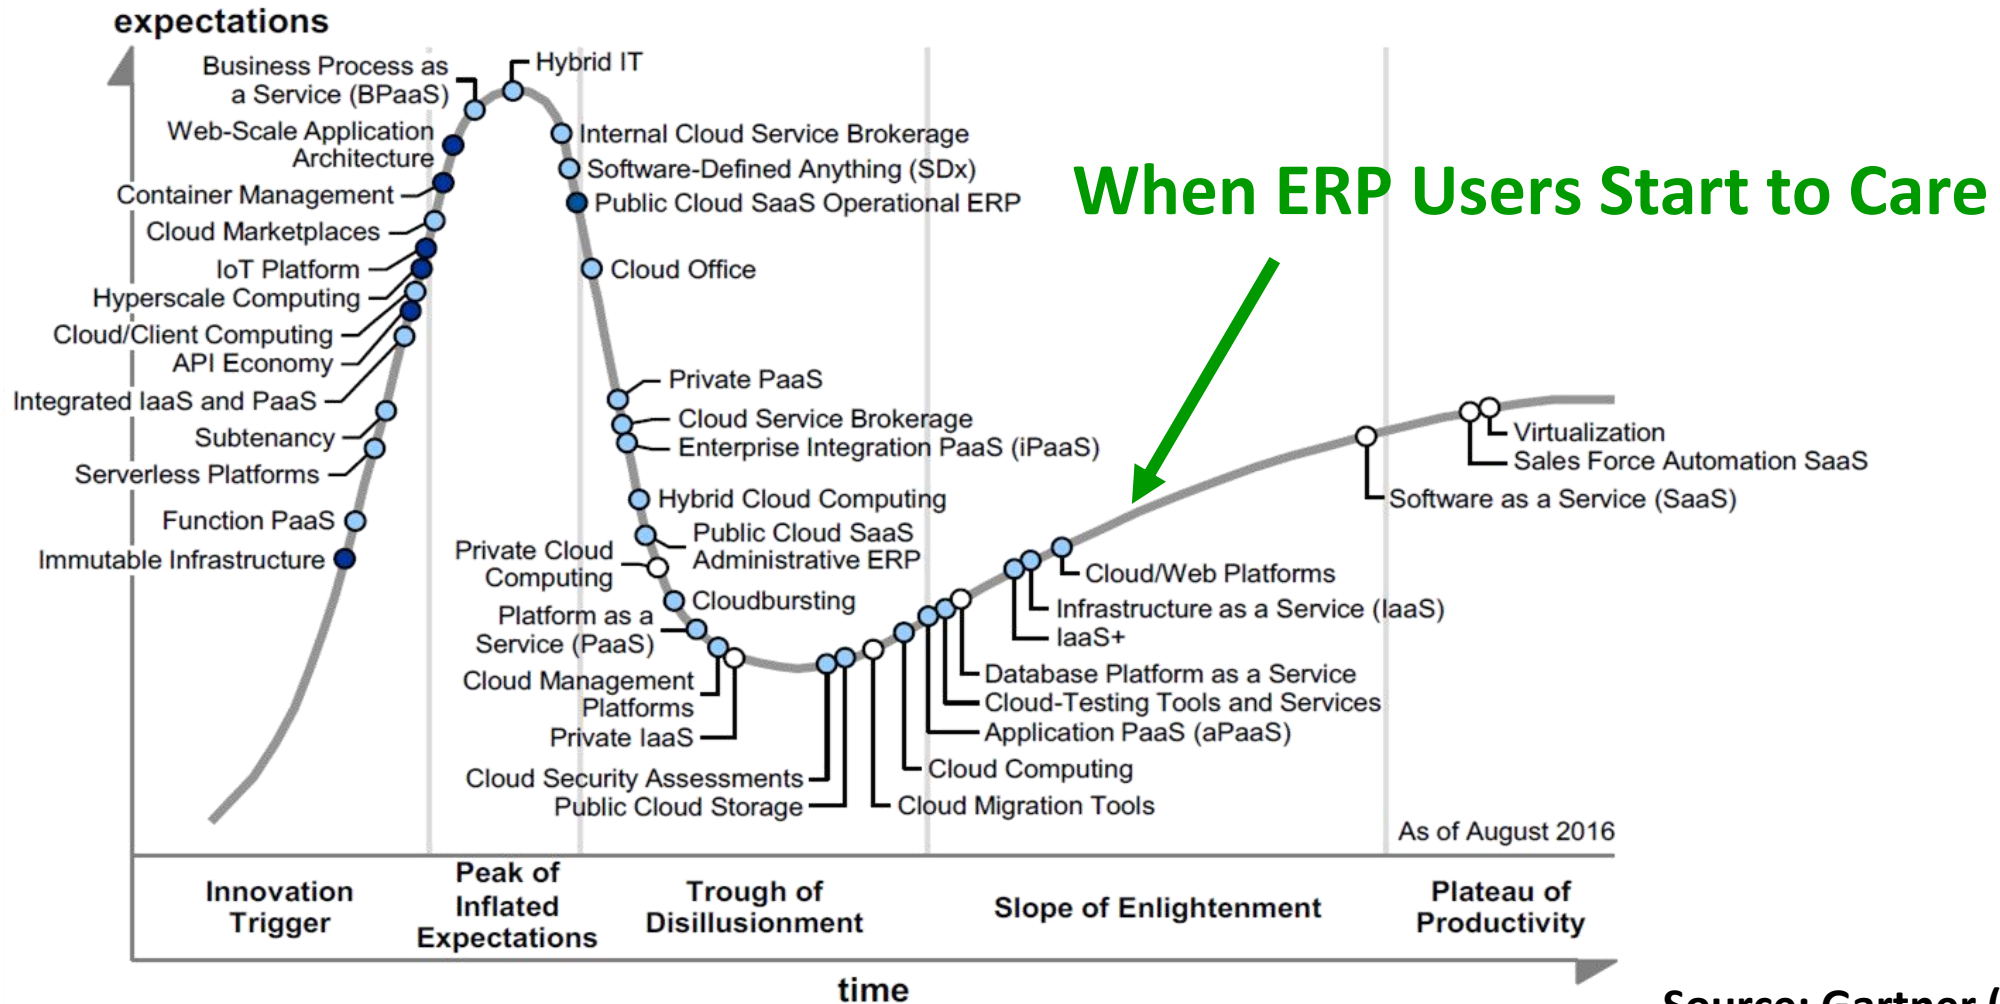 expectations
Business Process as
a Service (BPaaS)
Hybrid IT
Web-Scale Application
Architecture
Container Management
Cloud Marketplaces
IoT Platform
Hyperscale Computing
Cloud/Client Computing
API Economy
Integrated IaaS and PaaS
Subtenancy
Serverless Platforms
Function PaaS
Immutable Infrastructure
Internal Cloud Service Brokerage
Software-Defined Anything (SDx)
Public Cloud SaaS Operational ERP
Cloud Office
When ERP Users Start to Care
Private PaaS
Cloud Service Brokerage
Enterprise Integration PaaS (iPaaS)
Hybrid Cloud Computing
Public Cloud SaaS
Administrative ERP
Private Cloud
Computing
Cloudbursting
Platform as a
Service (PaaS)
Cloud Management
Platforms
Private IaaS
Cloud Security Assessments
Public Cloud Storage
Cloud Migration Tools
Cloud Computing
Application PaaS (aPaaS)
Cloud-Testing Tools and Services
Database Platform as a Service
IaaS+
Infrastructure as a Service (IaaS)
Cloud/Web Platforms
Software as a Service (SaaS)
Sales Force Automation SaaS
Virtualization
As of August 2016
Innovation
Trigger
Peak of
Inflated
Expectations
Trough of
Disillusionment
Slope of Enlightenment
Plateau of
Productivity
time
Source: Gartner (